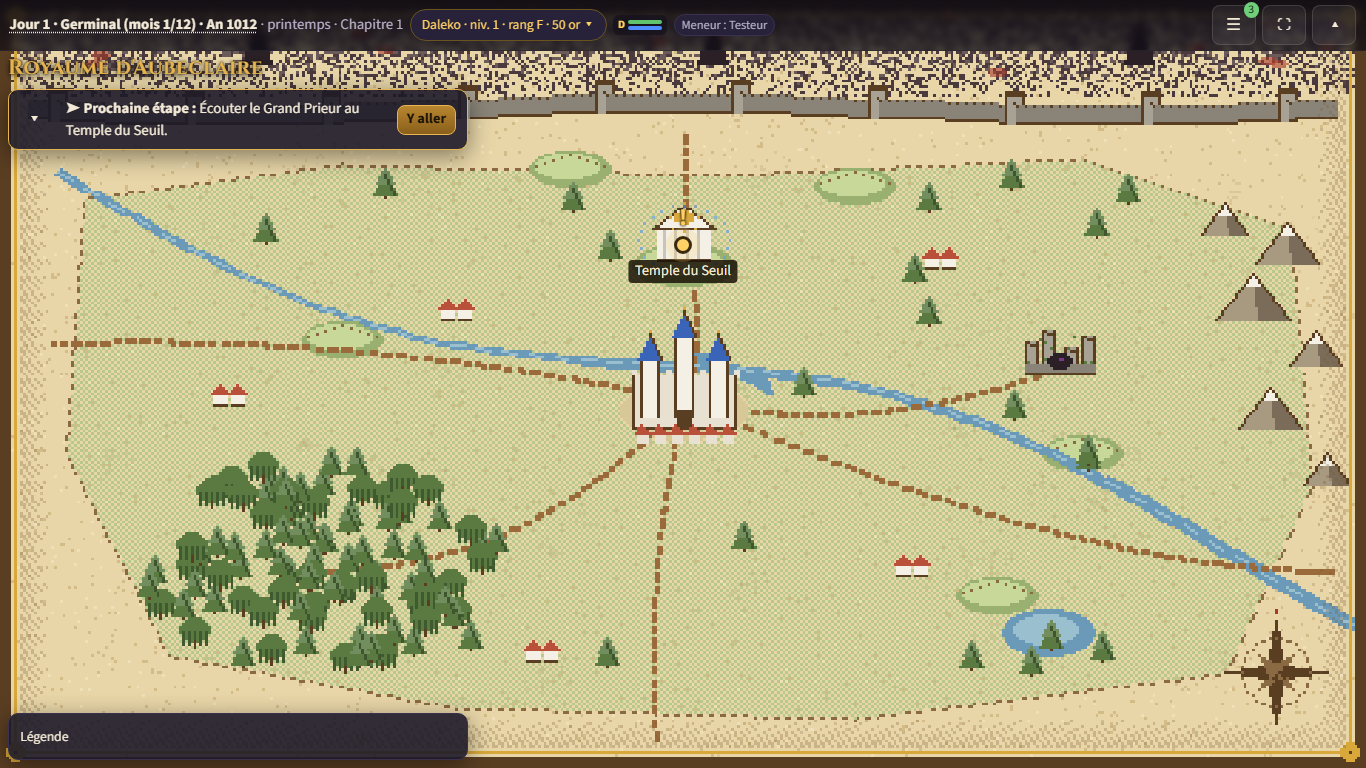 Jour 1 · Germinal (mois 1/12) · An 1012 · printemps · Chapitre 1
Daleko · niv. 1 · rang F · 50 or ▾
D
Meneur : Testeur
3
ROYAUME D'AUBECLAIRE
➤ Prochaine étape : Écouter le Grand Prieur au
Temple du Seuil.
Y aller
Temple du Seuil
Légende